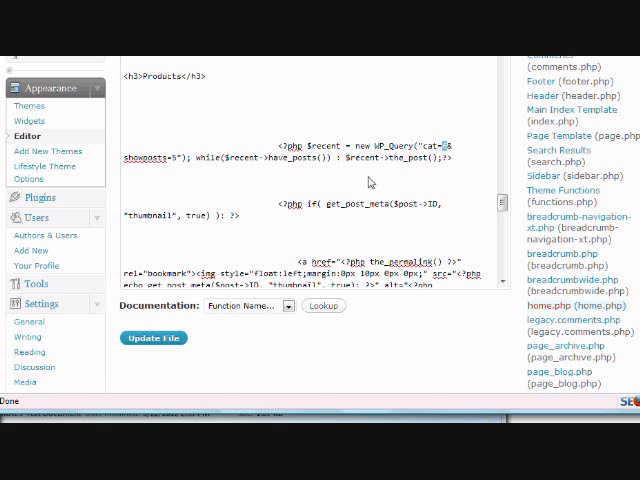 Appearance
Themes
Widgets
Editor
Add New Themes
Lifestyle Theme
Options
Plugins
Users
Authors & Users
Add New
Your Profile
Tools
Settings
General
Writing
Reading
Discussion
Media
<h3>Products</h3>
<?php $recent = new WP_Query("cat=6&
showposts=5"); while($recent->have_posts()) : $recent->the_post();?>
<?php if( get_post_meta($post->ID,
"thumbnail", true) ): ?>
<a href="<?php the_permalink() ?>"
rel="bookmark"><img style="float:left;margin:0px 10px 0px 0px;" src="<?php
echo get_post_meta($post->ID, "thumbnail", true); ?>" alt="<?php
Documentation:
Function Name...
Lookup
Update File
Comments
(comments.php)
Footer (footer.php)
Header (header.php)
Main Index Template
(index.php)
Page Template (page.php)
Search Results
(search.php)
Sidebar (sidebar.php)
Theme Functions
(functions.php)
breadcrumb-navigation-
xt.php
(breadcrumb-navigation-
xt.php)
breadcrumb.php
(breadcrumb.php)
breadcrumbwide.php
(breadcrumbwide.php)
home.php (home.php)
legacy.comments.php
(legacy.comments.php)
page_archive.php
(page_archive.php)
page_blog.php
(page_blog.php)
Done